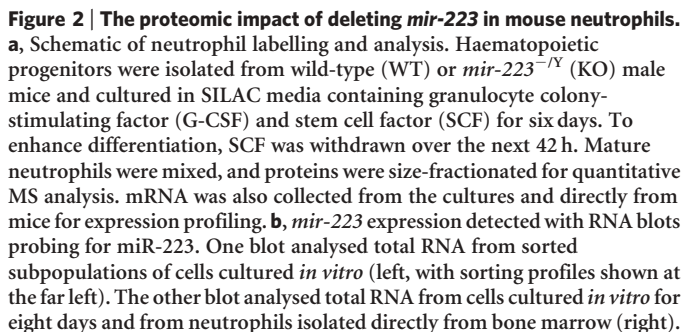 Figure 2 | The proteomic impact of deleting mir-223 in mouse neutrophils.
a, Schematic of neutrophil labelling and analysis. Haematopoietic
progenitors were isolated from wild-type (WT) or mir-223−/Y (KO) male
mice and cultured in SILAC media containing granulocyte colony-
stimulating factor (G-CSF) and stem cell factor (SCF) for six days. To
enhance differentiation, SCF was withdrawn over the next 42 h. Mature
neutrophils were mixed, and proteins were size-fractionated for quantitative
MS analysis. mRNA was also collected from the cultures and directly from
mice for expression profiling. b, mir-223 expression detected with RNA blots
probing for miR-223. One blot analysed total RNA from sorted
subpopulations of cells cultured in vitro (left, with sorting profiles shown at
the far left). The other blot analysed total RNA from cells cultured in vitro for
eight days and from neutrophils isolated directly from bone marrow (right).